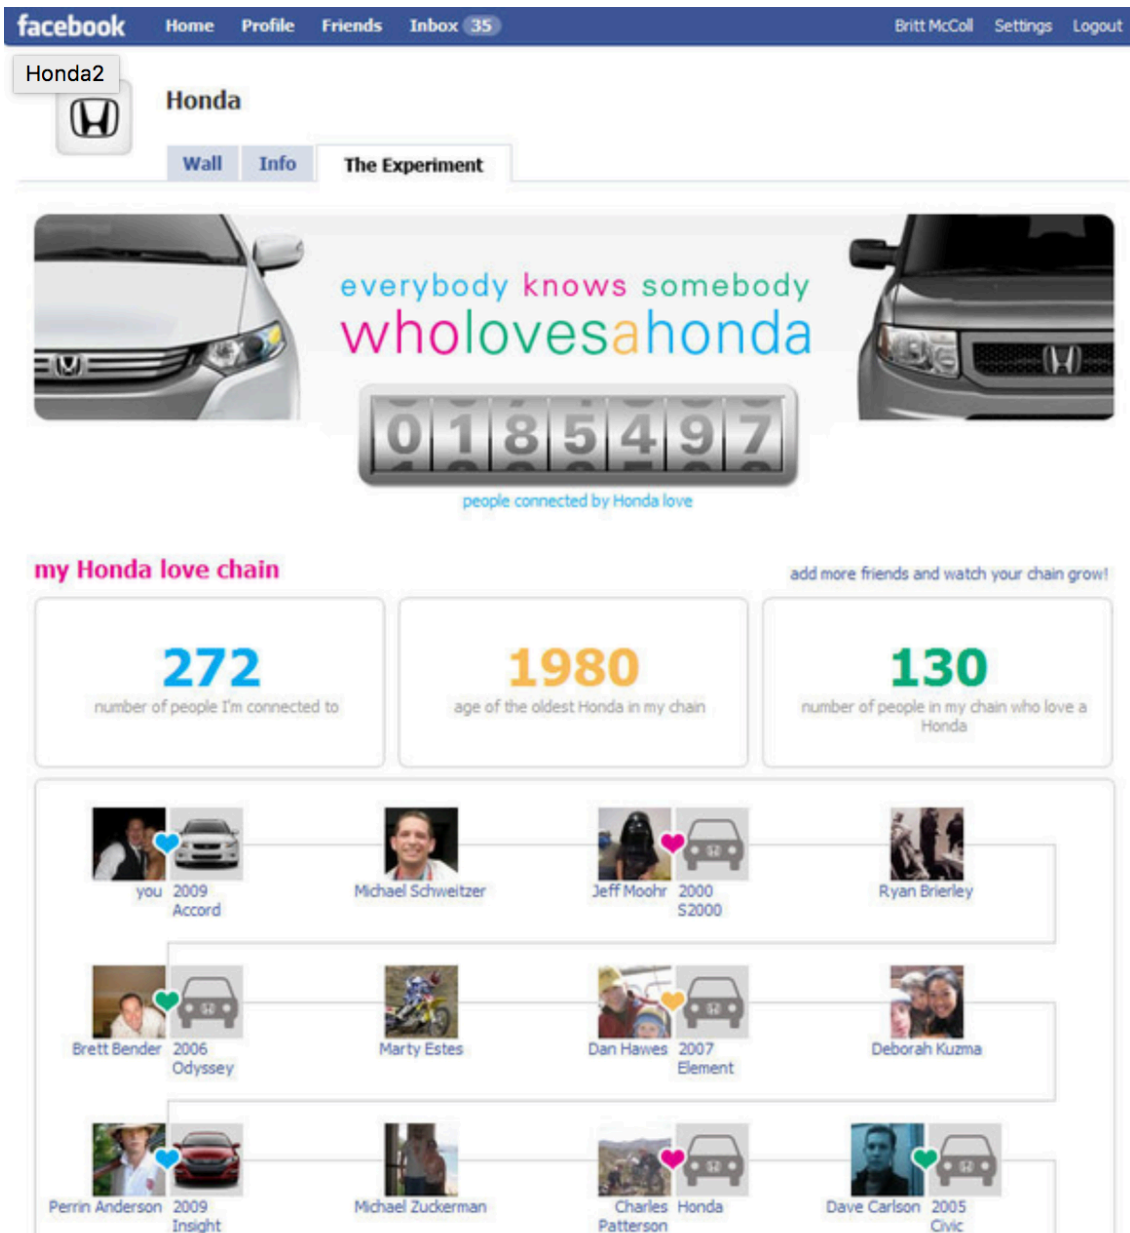 facebook Home Profile Friends Inbox 35 Britt McColl Settings Logout
Honda2
Honda
Wall Info The Experiment
everybody knows somebody
wholovesahonda
0185497
people connected by Honda love
my Honda love chain add more friends and watch your chain grow!
272 1980 130
number of people I'm connected to age of the oldest Honda in my chain number of people in my chain who love a
Honda
you 2009 Michael Schweitzer Jeff Moohr 2000 Ryan Brierley
Accord S2000
Brett Bender 2006 Marty Estes Dan Hawes 2007 Deborah Kuzma
Odyssey Element
Perrin Anderson 2009 Michael Zuckerman Charles Honda Dave Carlson 2005
Insight Patterson Civic